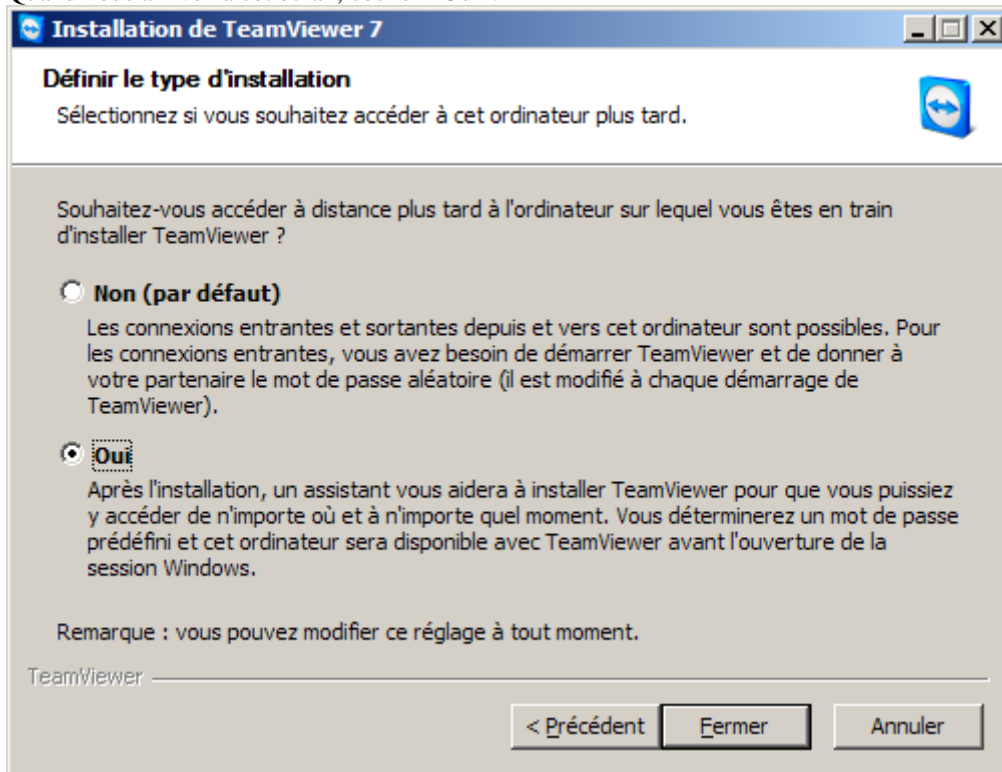 Installation de TeamViewer 7
Définir le type d'installation
Sélectionnez si vous souhaitez accéder à cet ordinateur plus tard.
Souhaitez-vous accéder à distance plus tard à l'ordinateur sur lequel vous êtes en train
d'installer TeamViewer ?
Non (par défaut)
Les connexions entrantes et sortantes depuis et vers cet ordinateur sont possibles. Pour
les connexions entrantes, vous avez besoin de démarrer TeamViewer et de donner à
votre partenaire le mot de passe aléatoire (il est modifié à chaque démarrage de
TeamViewer).
Oui
Après l'installation, un assistant vous aidera à installer TeamViewer pour que vous puissiez
y accéder de n'importe où et à n'importe quel moment. Vous déterminerez un mot de passe
prédéfini et cet ordinateur sera disponible avec TeamViewer avant l'ouverture de la
session Windows.
Remarque : vous pouvez modifier ce réglage à tout moment.
TeamViewer
< Précédent Fermer Annuler